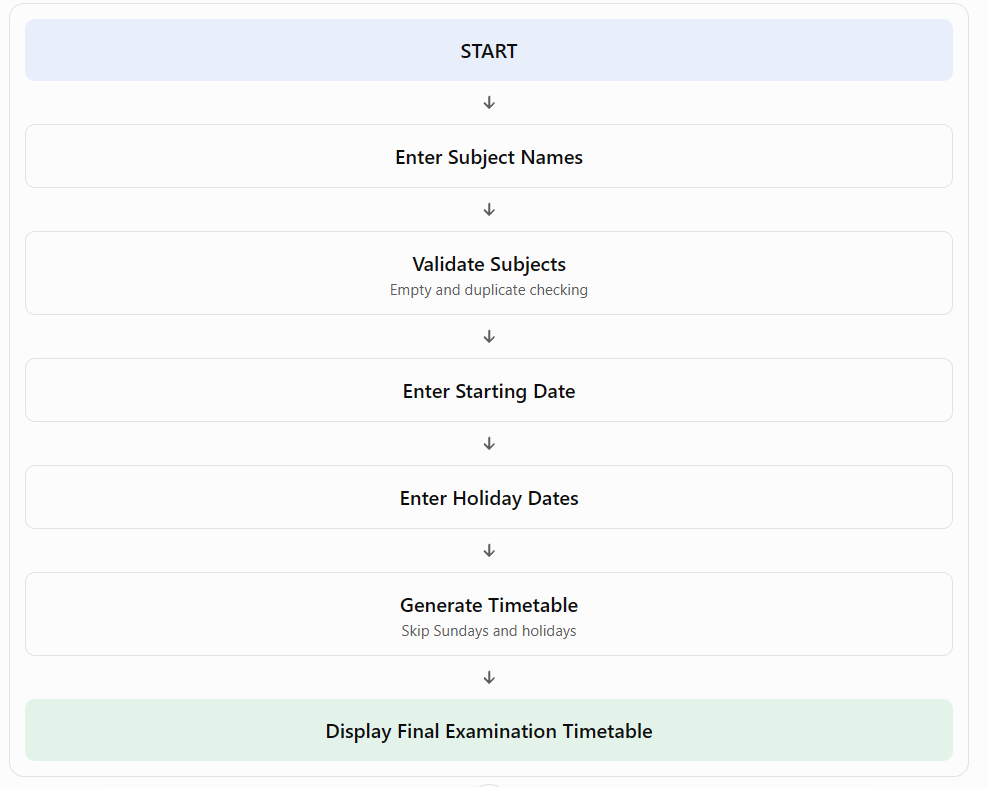 START
Enter Subject Names
Validate Subjects
Empty and duplicate checking
Enter Starting Date
Enter Holiday Dates
Generate Timetable
Skip Sundays and holidays
Display Final Examination Timetable